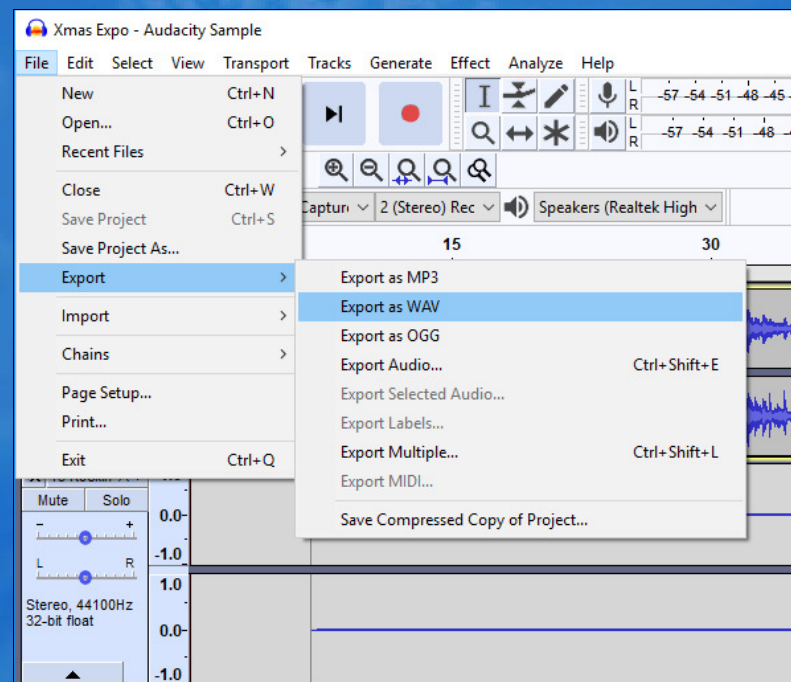 Xmas Expo - Audacity Sample
File Edit Select View Transport Tracks Generate Effect Analyze Help
New Ctrl+N
Open... Ctrl+O
Recent Files
Close Ctrl+W
Save Project Ctrl+S
Save Project As...
Export
Import
Chains
Page Setup...
Print...
Exit Ctrl+Q
L
R
-57 -54 -51 -48 -45
L
R
-57 -54 -51 -48
2 (Stereo) Rec
Speakers (Realtek High
15 30
Export as MP3
Export as WAV
Export as OGG
Export Audio... Ctrl+Shift+E
Export Selected Audio...
Export Labels...
Export Multiple... Ctrl+Shift+L
Export MIDI...
Save Compressed Copy of Project...
Mute Solo
- +
L R
Stereo, 44100Hz
32-bit float
0.0-
-1.0
1.0
0.0-
-1.0